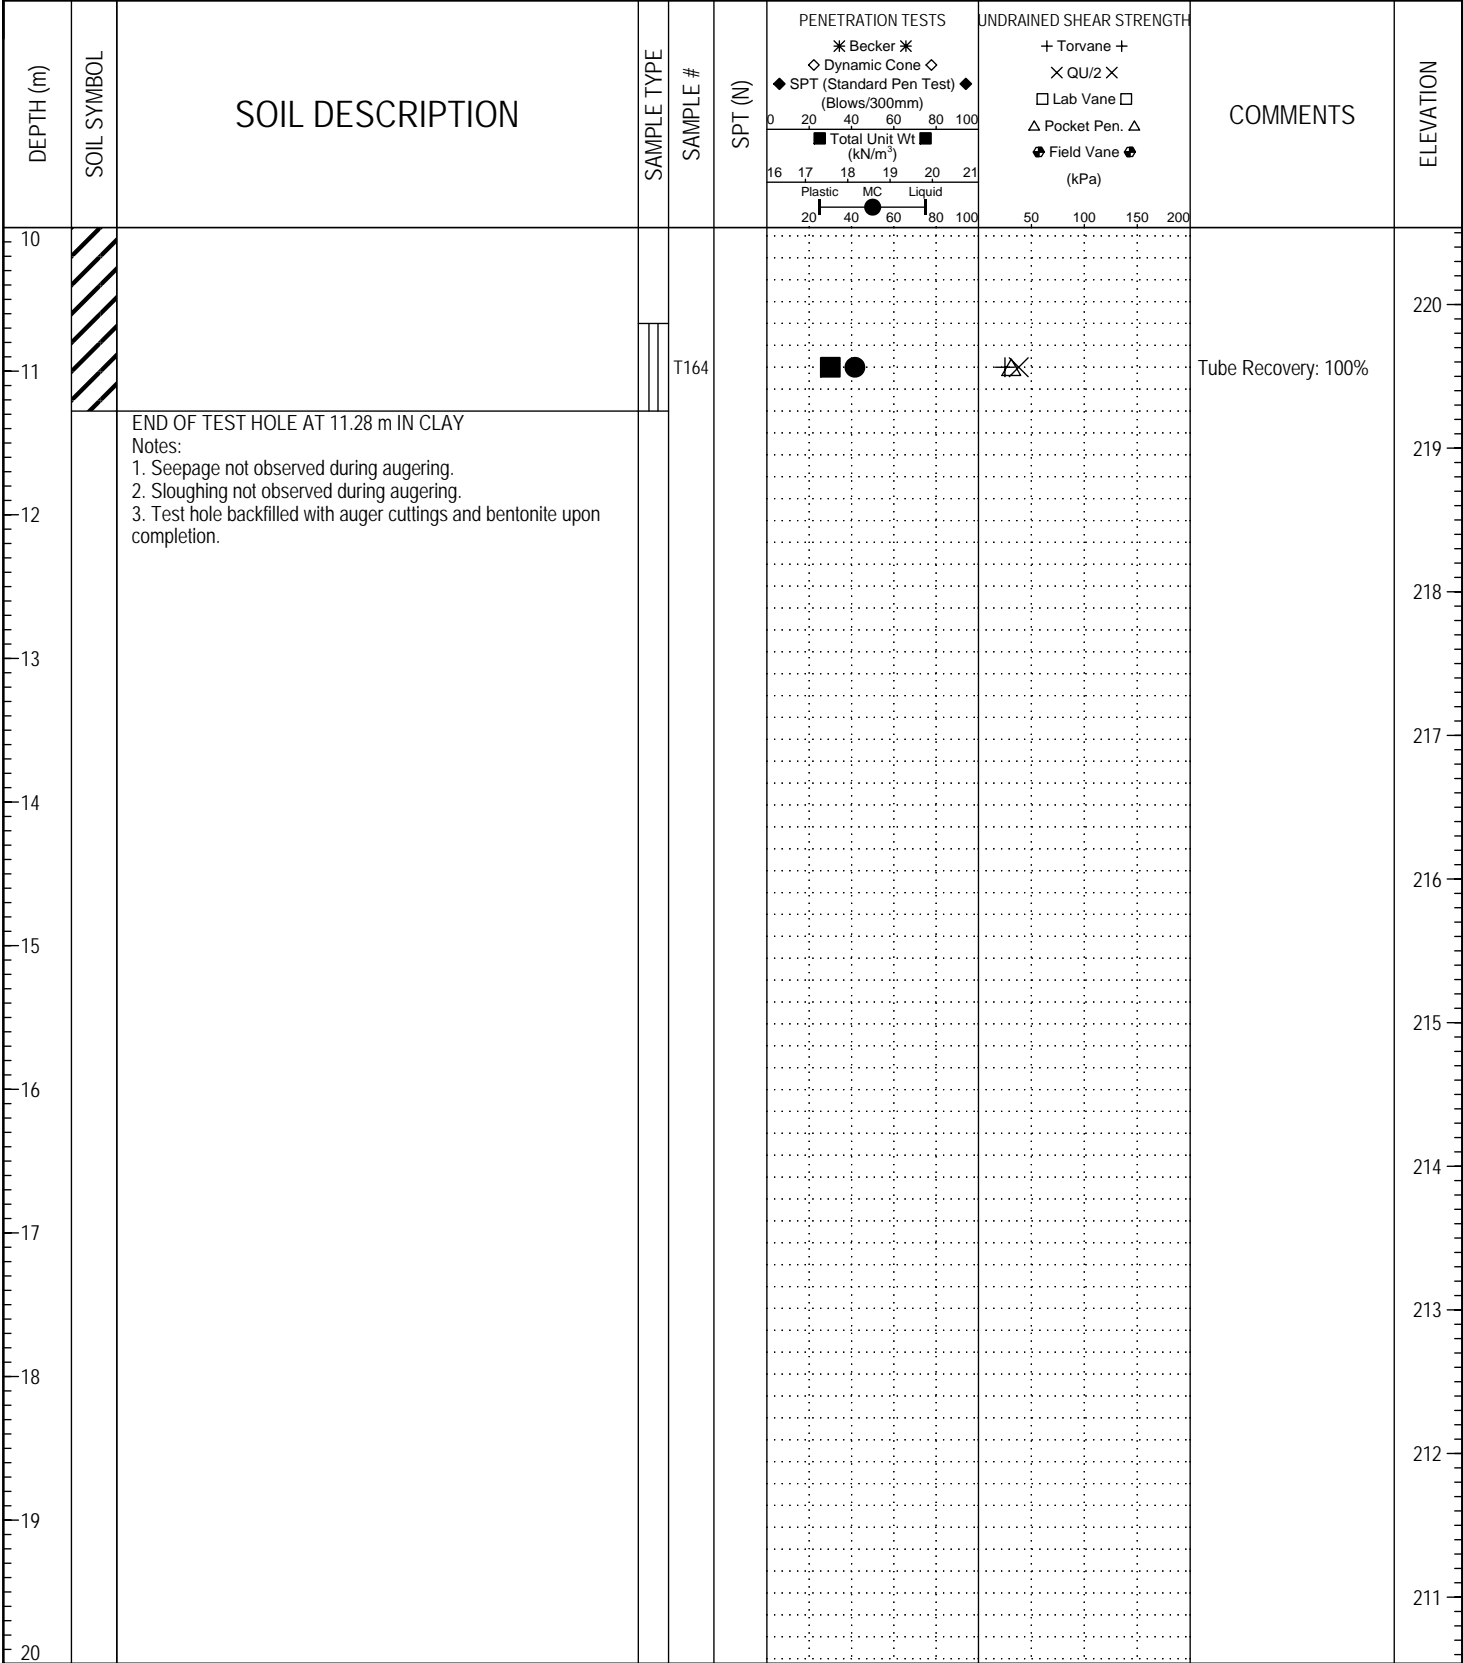 DEPTH (m)
SOIL SYMBOL
SOIL DESCRIPTION
SAMPLE TYPE
SAMPLE #
SPT (N)
PENETRATION TESTS
✳ Becker ✳
◇ Dynamic Cone ◇
◆ SPT (Standard Pen Test) ◆
(Blows/300mm)
0 20 40 60 80 100
■ Total Unit Wt ■
(kN/m³)
16 17 18 19 20 21
Plastic MC Liquid
20 40 60 80 100
UNDRAINED SHEAR STRENGTH
+ Torvane +
× QU/2 ×
□ Lab Vane □
△ Pocket Pen. △
Field Vane
(kPa)
50 100 150 200
COMMENTS
ELEVATION
10
220
11
T164
Tube Recovery: 100%
END OF TEST HOLE AT 11.28 m IN CLAY
Notes:
1. Seepage not observed during augering.
2. Sloughing not observed during augering.
3. Test hole backfilled with auger cuttings and bentonite upon
completion.
219
12
218
13
217
14
216
15
215
16
214
17
213
18
212
19
211
20